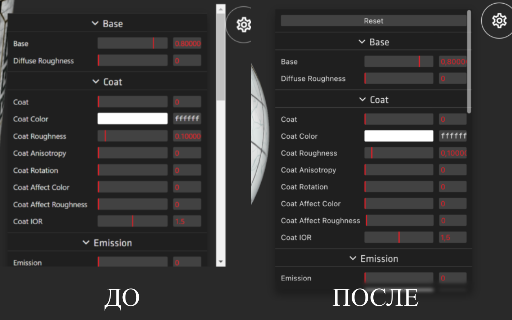 Base
Base 0.80000
Diffuse Roughness 0
Coat
Coat 0
Coat Color ffffff
Coat Roughness 0.10000
Coat Anisotropy 0
Coat Rotation 0
Coat Affect Color 0
Coat Affect Roughness 0
Coat IOR 1.5
Emission
Emission 0
ДО
Reset
Base
Base
Diffuse Roughness 0
Coat
Coat 0
Coat Color ffffff
Coat Roughness
Coat Anisotropy 0
Coat Rotation 0
Coat Affect Color 0
Coat Affect Roughness 0
Coat IOR 1.5
Emission
Emission 0
ПОСЛЕ